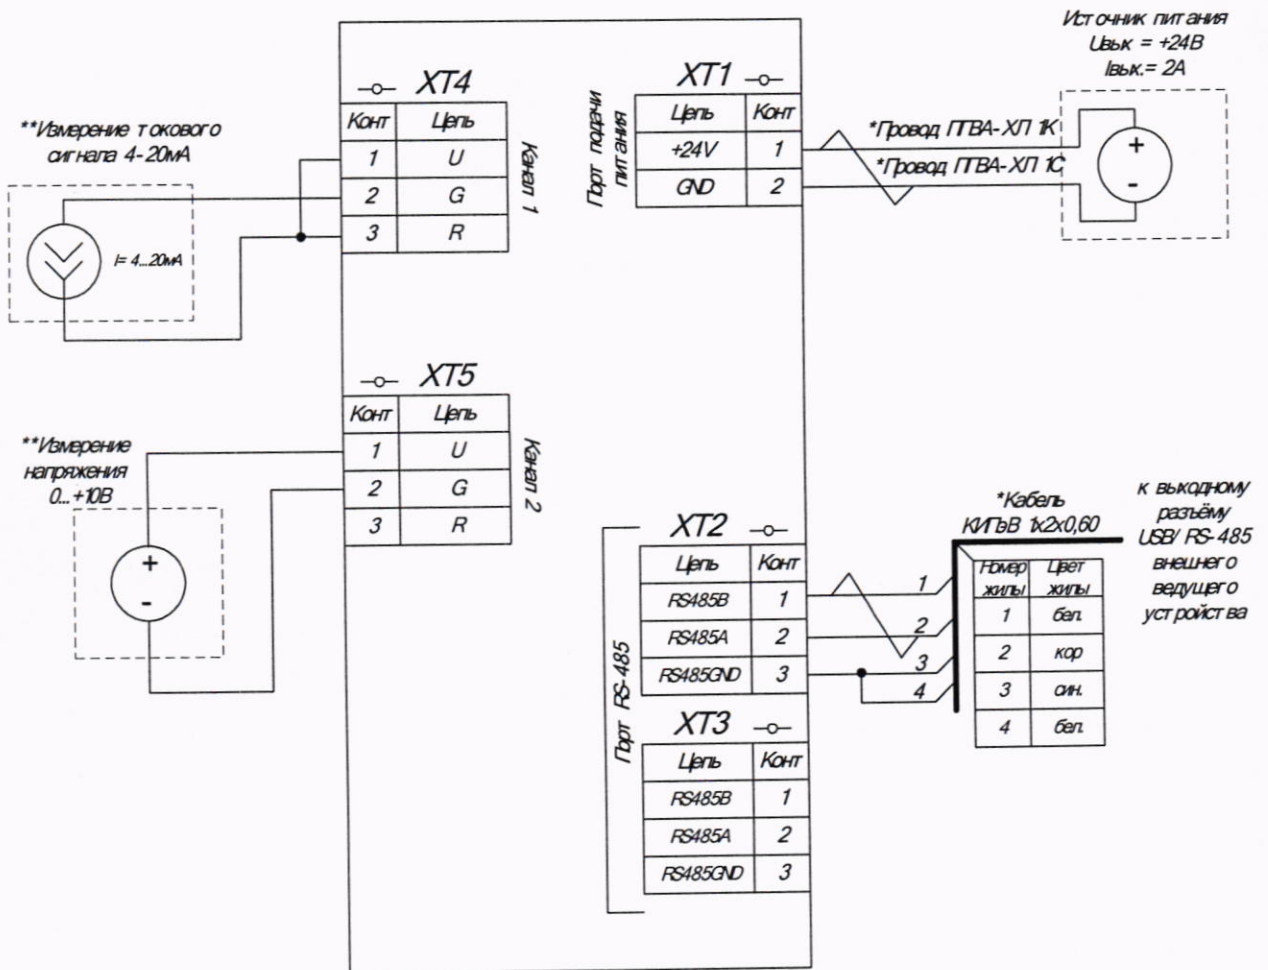 Источник питания
Uвых = +24В
Iвых.= 2А
XT4
Конт Цепь
1 U
2 G
3 R
Канал 1
**Измерение токового
сигнала 4-20мА
I= 4...20мА
XT1
Порт подачи
питания
Цепь Конт
+24V 1
GND 2
*Провод ПГВА-ХЛ 1К
*Провод ПГВА-ХЛ 1С
+
-
XT5
Конт Цепь
1 U
2 G
3 R
Канал 2
**Измерение
напряжения
0...+10В
+
-
Порт RS-485
XT2
Цепь Конт
RS485B 1
RS485A 2
RS485GND 3
XT3
Цепь Конт
RS485B 1
RS485A 2
RS485GND 3
1
2
3
4
*Кабель
КИПэВ 1x2x0,60
Номер жилы Цвет жилы
1 бел.
2 кор
3 син.
4 бел.
к выходному
разъёму
USB/RS-485
внешнего
ведущего
устройства